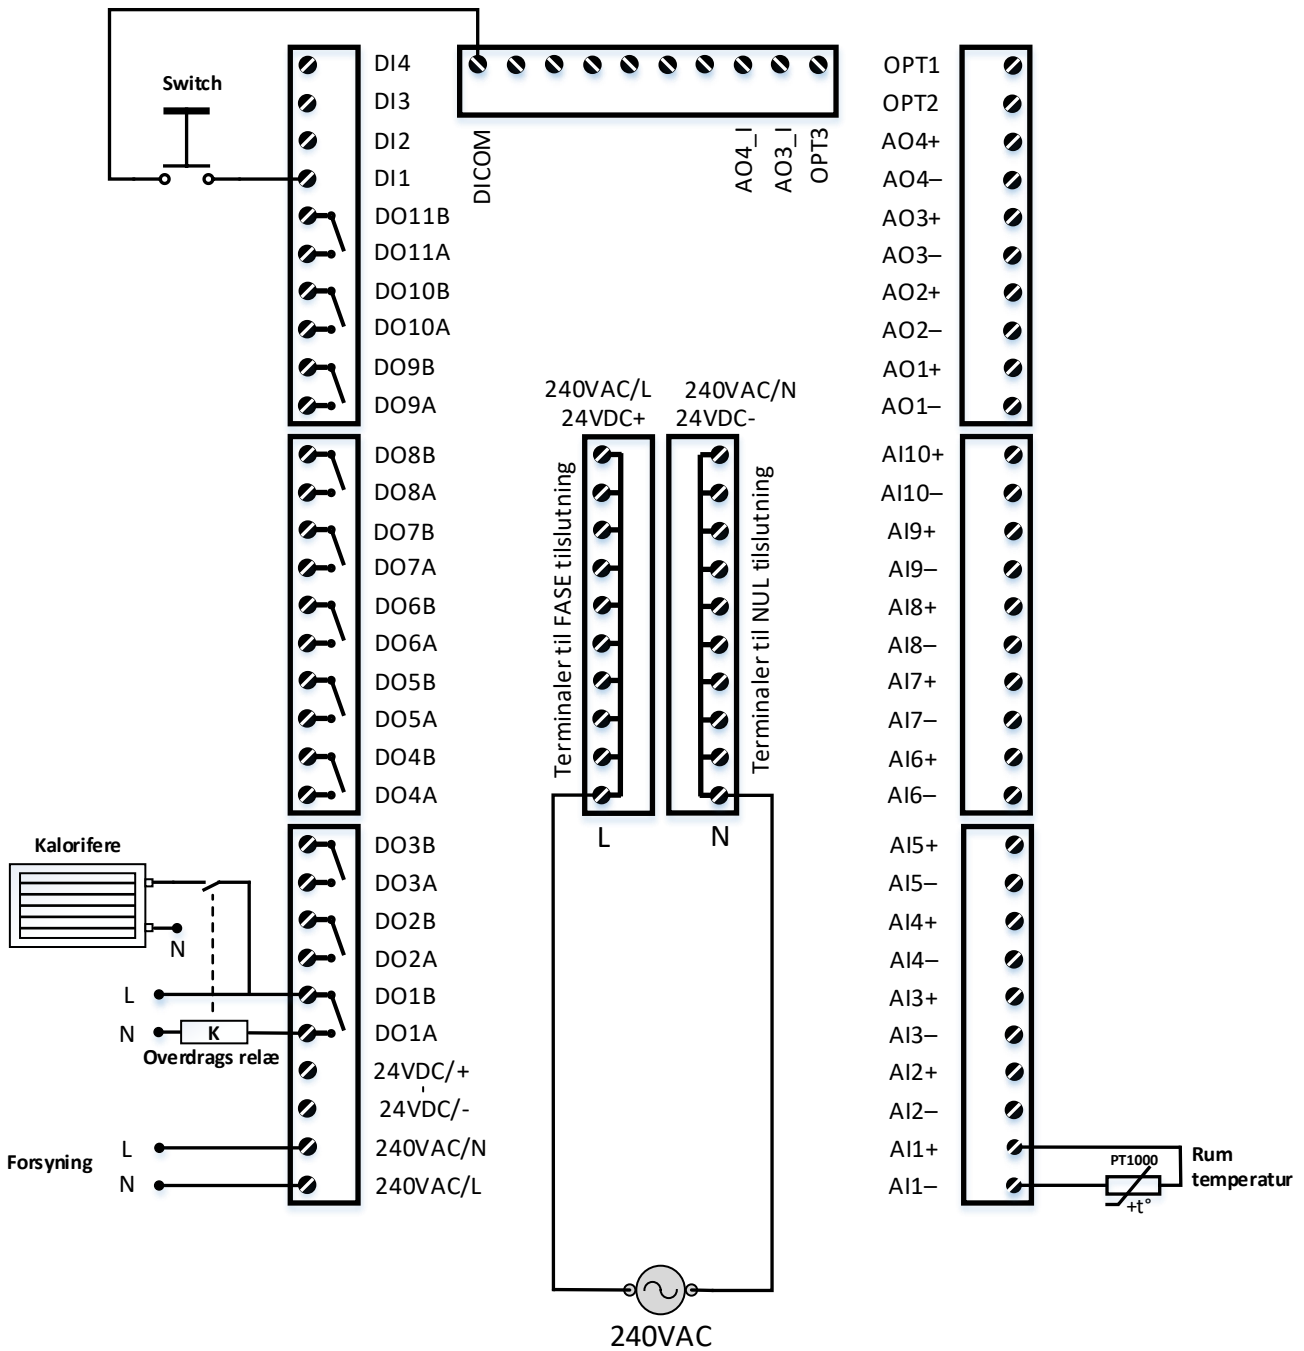 Switch
DI4
DI3
DI2
DI1
DO11B
DO11A
DO10B
DO10A
DO9B
DO9A
DO8B
DO8A
DO7B
DO7A
DO6B
DO6A
DO5B
DO5A
DO4B
DO4A
Kalorifere
N
DO3B
DO3A
DO2B
DO2A
L
DO1B
N
K
DO1A
Overdrags relæ
24VDC/+
24VDC/-
Forsyning
L
240VAC/N
N
240VAC/L
DICOM
AO4_I
AO3_I
OPT3
240VAC/L
24VDC+
240VAC/N
24VDC-
Terminaler til FASE tilslutning
Terminaler til NUL tilslutning
L
N
240VAC
OPT1
OPT2
AO4+
AO4–
AO3+
AO3–
AO2+
AO2–
AO1+
AO1–
AI10+
AI10–
AI9+
AI9–
AI8+
AI8–
AI7+
AI7–
AI6+
AI6–
AI5+
AI5–
AI4+
AI4–
AI3+
AI3–
AI2+
AI2–
AI1+
AI1–
PT1000
+t°
Rum
temperatur